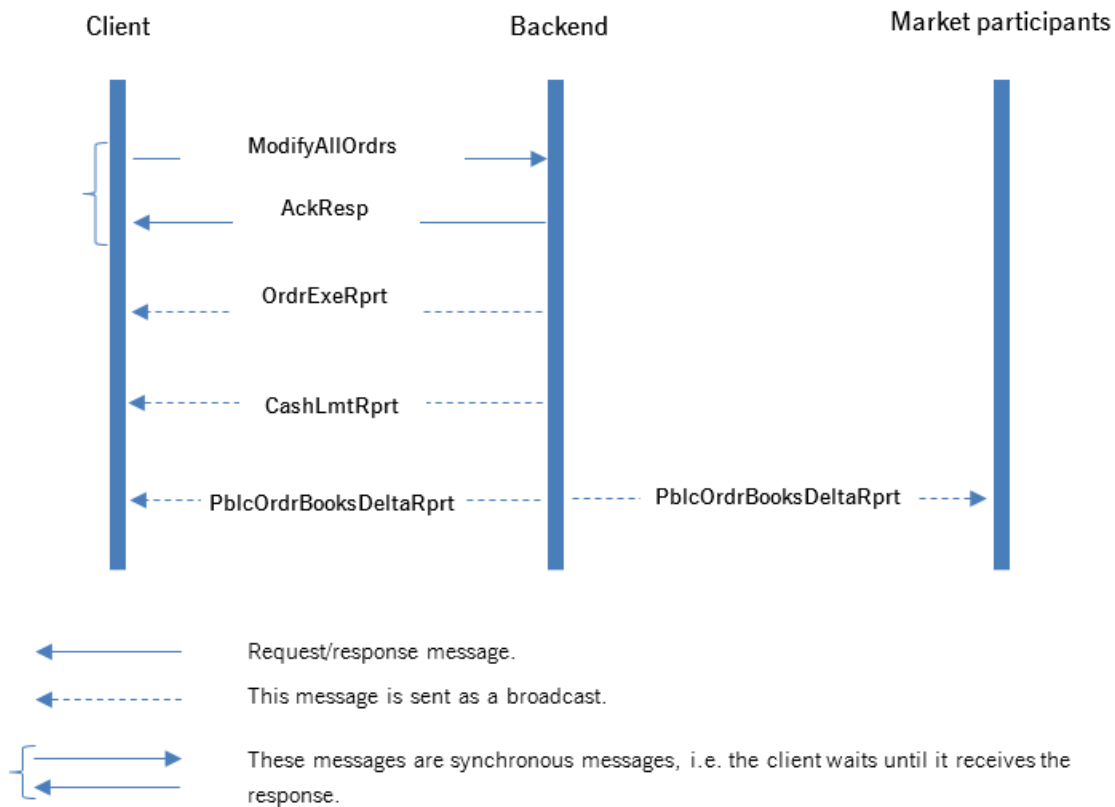 Client
Backend
Market participants
ModifyAllOrdrs
AckResp
OrdrExeRprt
CashLmtRprt
PblcOrdrBooksDeltaRprt
PblcOrdrBooksDeltaRprt
Request/response message.
This message is sent as a broadcast.
These messages are synchronous messages, i.e. the client waits until it receives the
response.